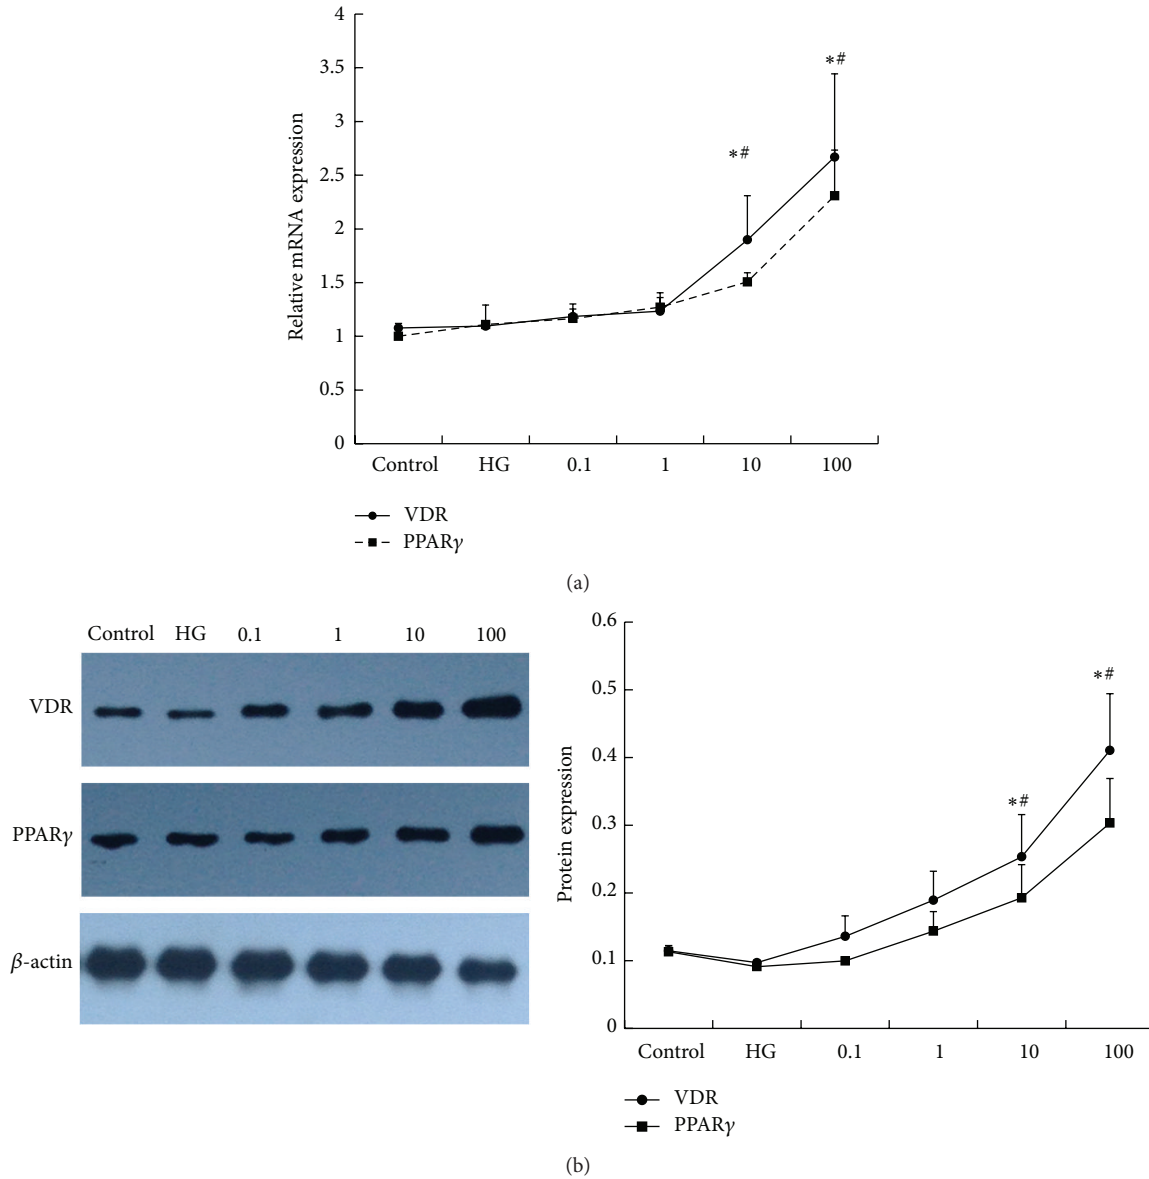 4
3.5
3
2.5
2
1.5
1
0.5
0
Relative mRNA expression
*#
*#
Control HG 0.1 1 10 100
VDR
PPARγ
(a)
Control HG 0.1 1 10 100
VDR
PPARγ
β-actin
0.6
0.5
0.4
0.3
0.2
0.1
0
Protein expression
*#
*#
Control HG 0.1 1 10 100
VDR
PPARγ
(b)